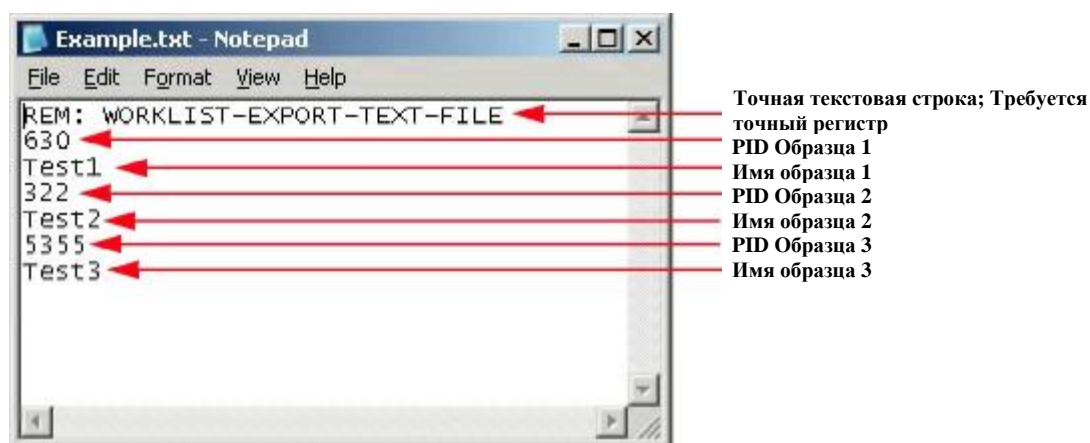 Example.txt - Notepad
File Edit Format View Help
REM: WORKLIST-EXPORT-TEXT-FILE
630
Test1
322
Test2
5355
Test3
Точная текстовая строка; Требуется
точный регистр
PID Образца 1
Имя образца 1
PID Образца 2
Имя образца 2
PID Образца 3
Имя образца 3